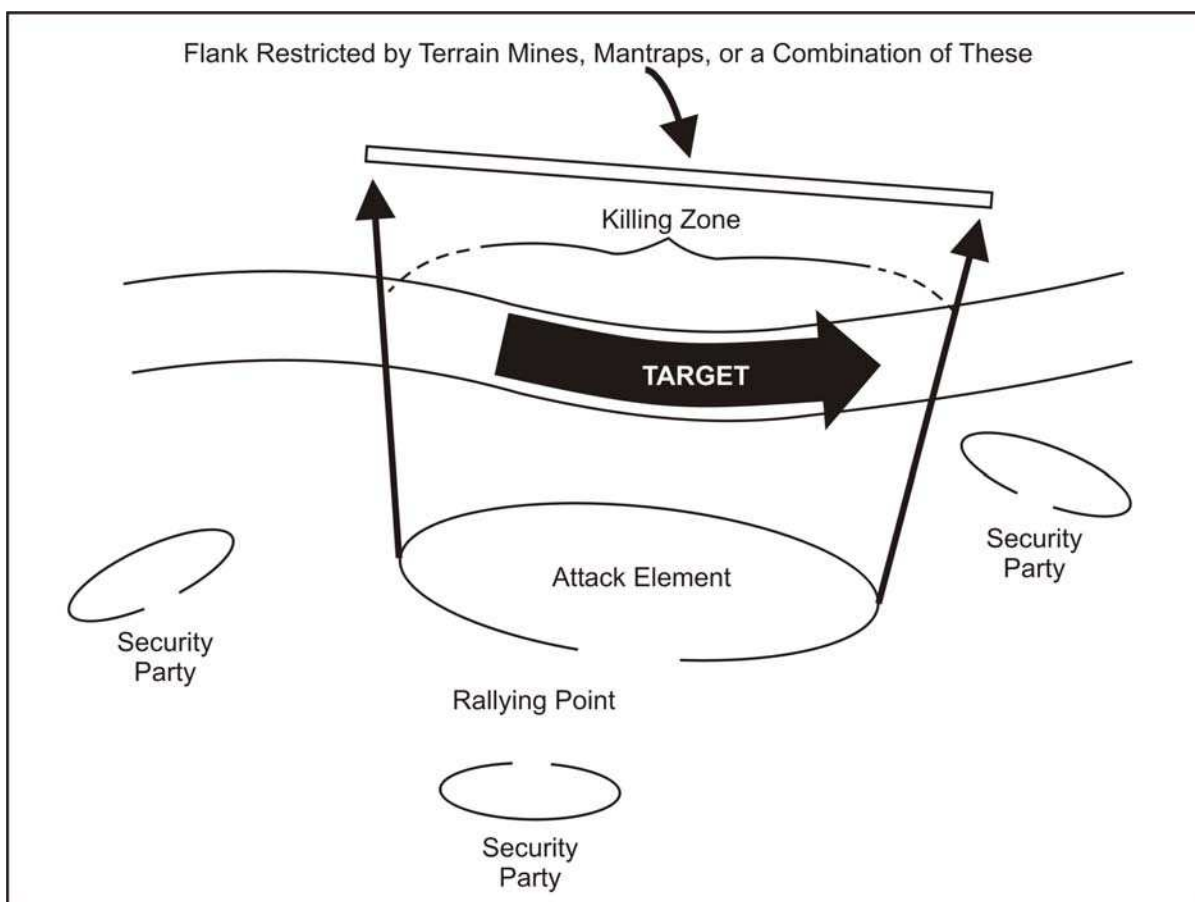 Flank Restricted by Terrain Mines, Mantraps, or a Combination of These
Killing Zone
TARGET
Attack Element
Security
Party
Security
Party
Rallying Point
Security
Party